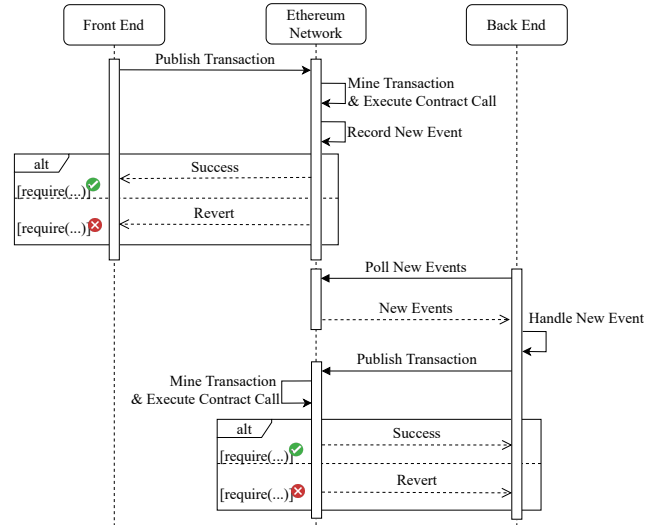 Front End
Ethereum
Network
Back End
Publish Transaction
Mine Transaction
& Execute Contract Call
Record New Event
alt
Success
[require(...)]
Revert
[require(...)]
Poll New Events
New Events
Handle New Event
Publish Transaction
Mine Transaction
& Execute Contract Call
alt
Success
[require(...)]
Revert
[require(...)]